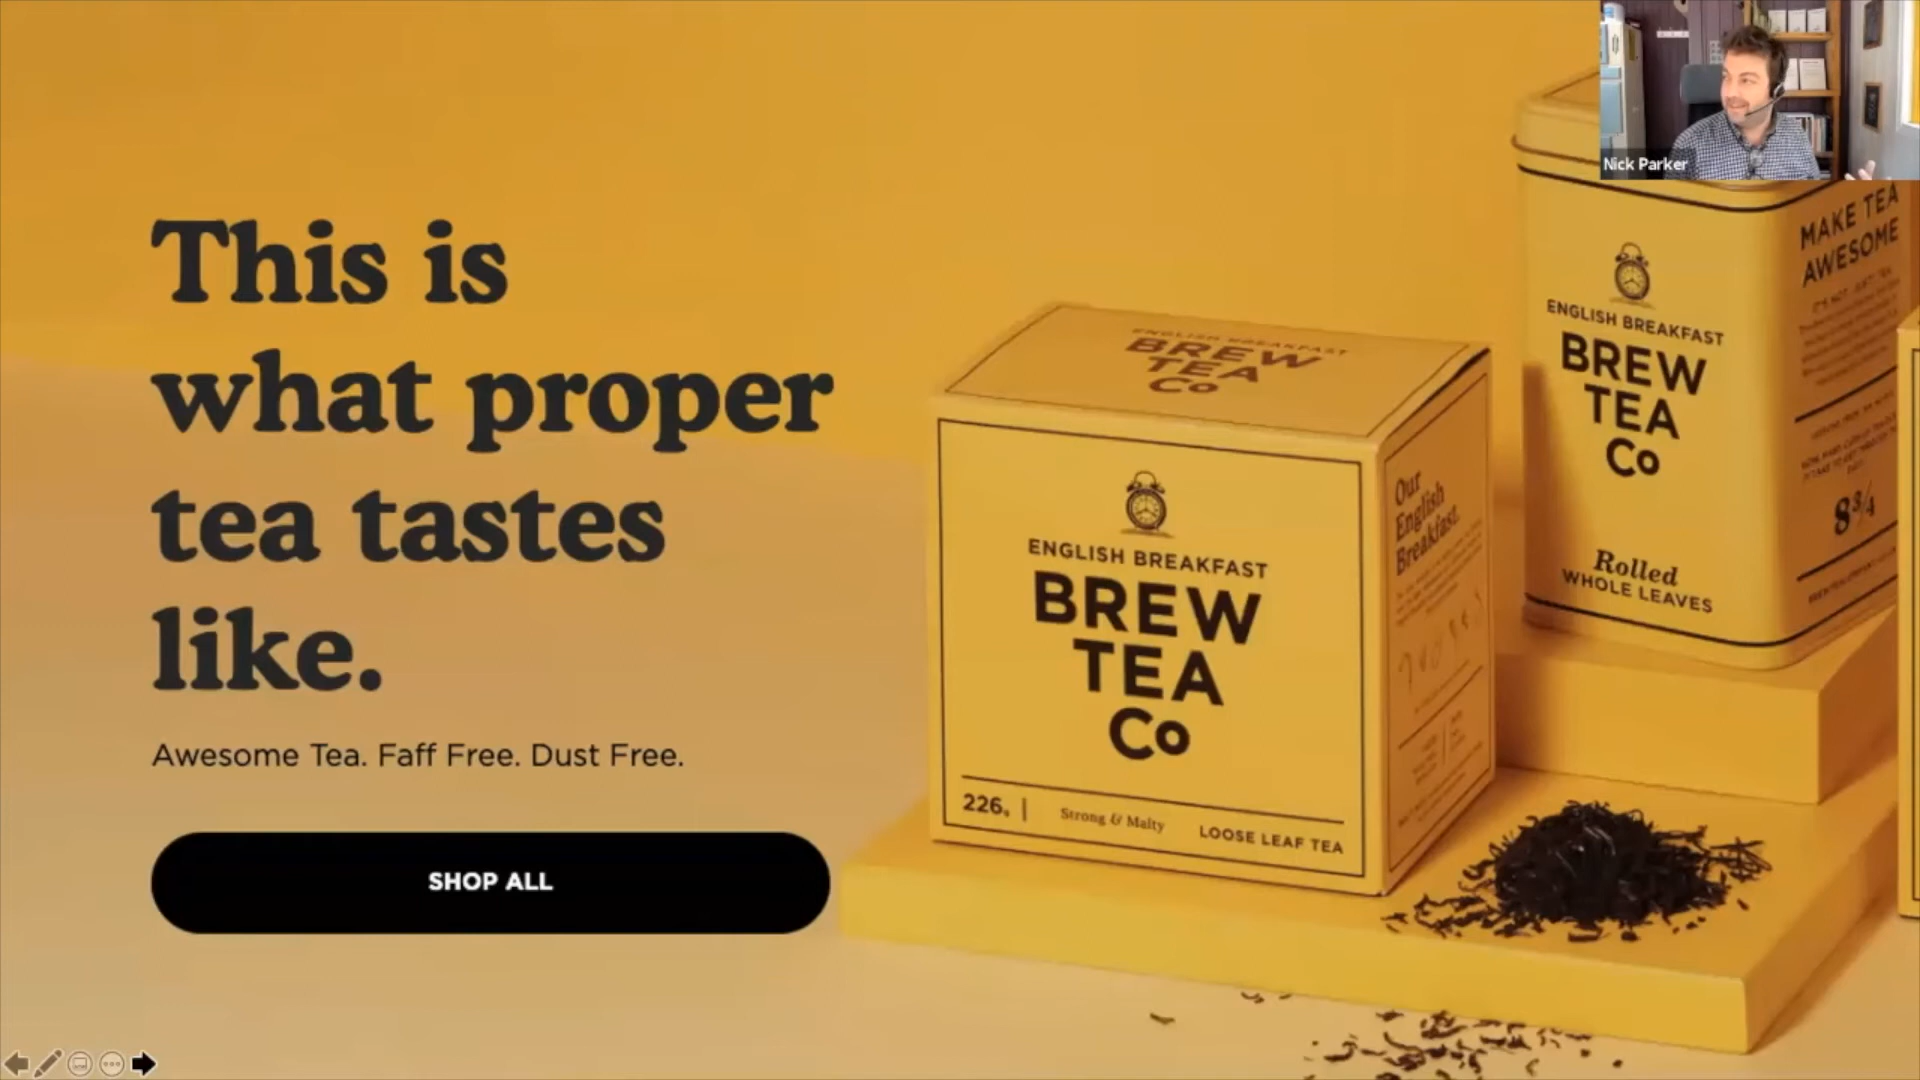 This is
what proper
tea tastes
like.
Awesome Tea. Faff Free. Dust Free.
SHOP ALL
ENGLISH BREAKFAST
BREW
TEA
Co
ENGLISH BREAKFAST
BREW
TEA
Co
226g
Strong & Malty
LOOSE LEAF TEA
Our
English
Breakfast.
Nick Parker
ENGLISH BREAKFAST
BREW
TEA
Co
Rolled
WHOLE LEAVES
MAKE TEA
AWESOME
8 3/4